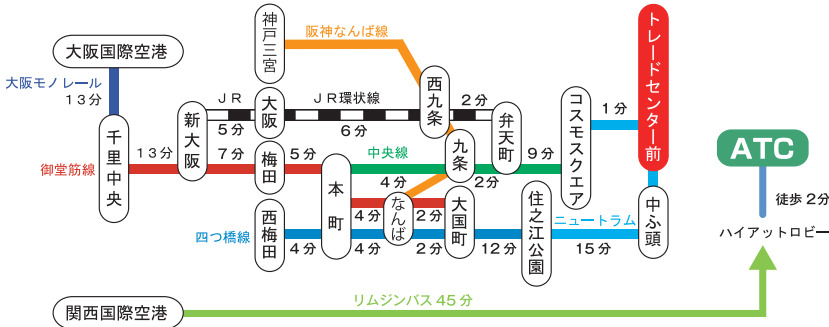 神戸三宮
阪神なんば線
トレードセンター前
大阪国際空港
大阪モノレール
13分
新大阪
JR
5分
大阪
JR環状線
6分
西九条
2分
弁天町
コスモスクエア
1分
千里中央
御堂筋線
13分
7分
梅田
5分
本町
中央線
4分
九条
2分
9分
ATC
徒歩2分
ハイアットロビー
4分
なんば
2分
大国町
住之江公園
ニュートラム
15分
中ふ頭
四つ橋線
西梅田
4分
4分
2分
12分
関西国際空港
リムジンバス45分